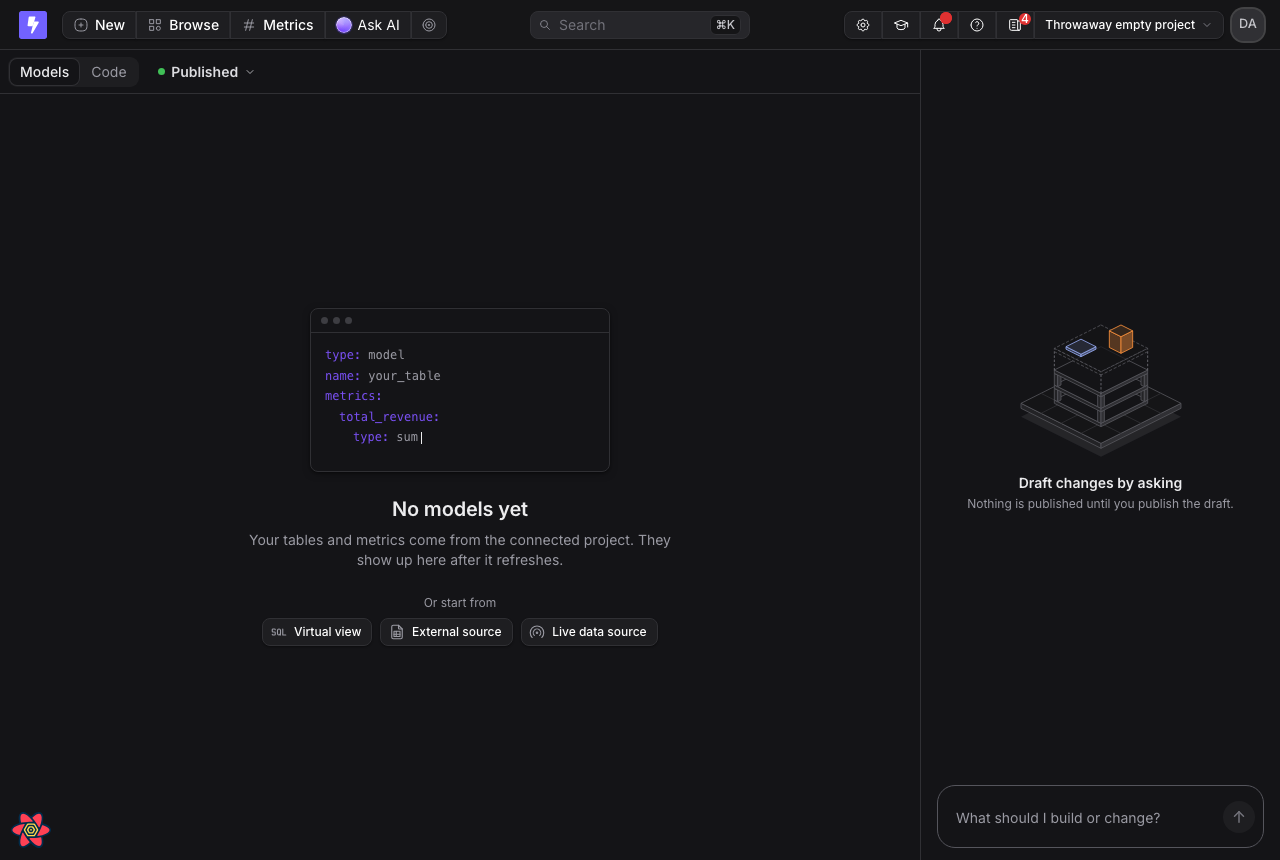 New
Browse
Metrics
Ask AI
Search
⌘K
4
Throwaway empty project
DA
Models
Code
Published
type: model
name: your_table
metrics:
total_revenue:
type: sum
No models yet
Your tables and metrics come from the connected project. They
show up here after it refreshes.
Or start from
SQL Virtual view
External source
Live data source
Draft changes by asking
Nothing is published until you publish the draft.
What should I build or change?